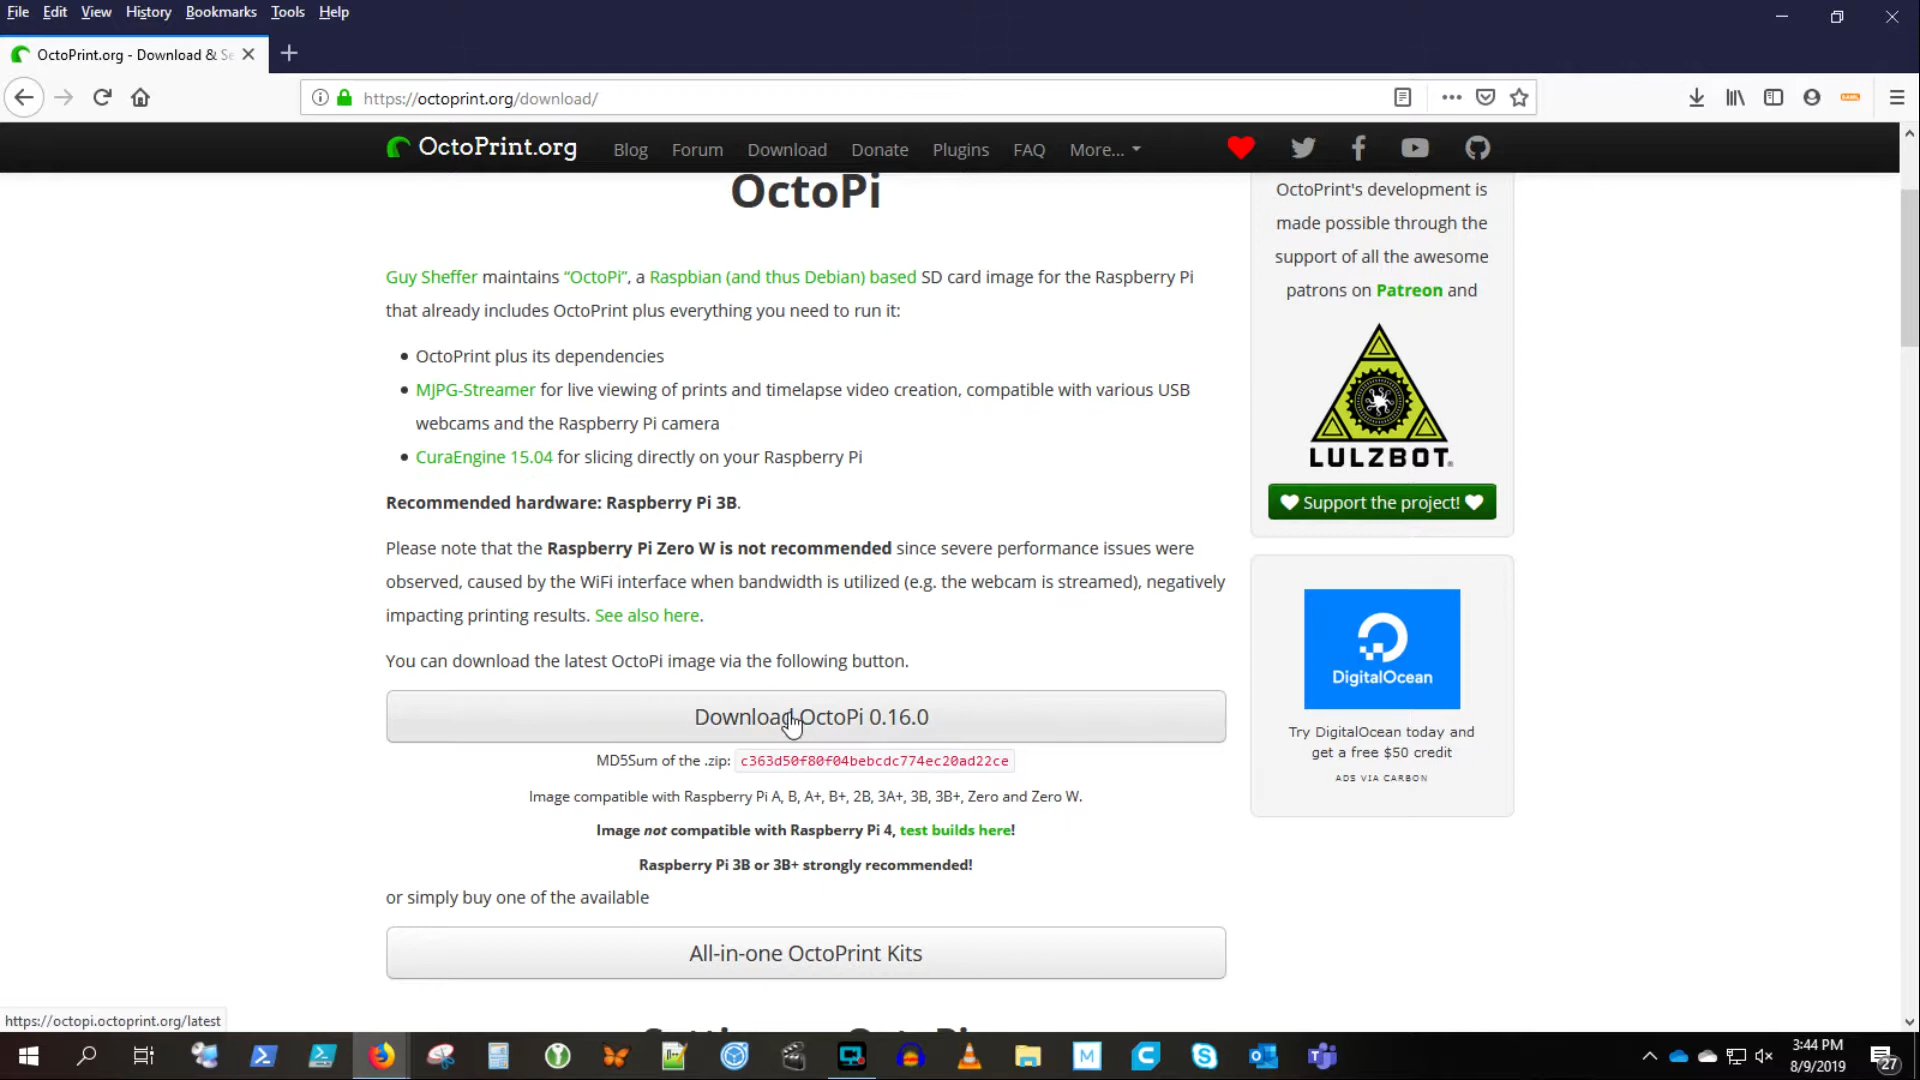 File Edit View History Bookmarks Tools Help
OctoPrint.org - Download & Se
https://octoprint.org/download/
OctoPrint.org Blog Forum Download Donate Plugins FAQ More...
OctoPi
Guy Sheffer maintains “OctoPi”, a Raspbian (and thus Debian) based SD card image for the Raspberry Pi
that already includes OctoPrint plus everything you need to run it:
• OctoPrint plus its dependencies
• MJPG-Streamer for live viewing of prints and timelapse video creation, compatible with various USB
webcams and the Raspberry Pi camera
• CuraEngine 15.04 for slicing directly on your Raspberry Pi
Recommended hardware: Raspberry Pi 3B.
Please note that the Raspberry Pi Zero W is not recommended since severe performance issues were
observed, caused by the WiFi interface when bandwidth is utilized (e.g. the webcam is streamed), negatively
impacting printing results. See also here.
You can download the latest OctoPi image via the following button.
Download OctoPi 0.16.0
MD5Sum of the .zip: c363d50f80f04bebcdc774ec20ad22ce
Image compatible with Raspberry Pi A, B, A+, B+, 2B, 3A+, 3B, 3B+, Zero and Zero W.
Image not compatible with Raspberry Pi 4, test builds here!
Raspberry Pi 3B or 3B+ strongly recommended!
or simply buy one of the available
All-in-one OctoPrint Kits
OctoPrint's development is
made possible through the
support of all the awesome
patrons on Patreon and
LULZBOT.
Support the project!
DigitalOcean
Try DigitalOcean today and
get a free $50 credit
ADS VIA CARBON
https://octopi.octoprint.org/latest
3:44 PM
8/9/2019
27